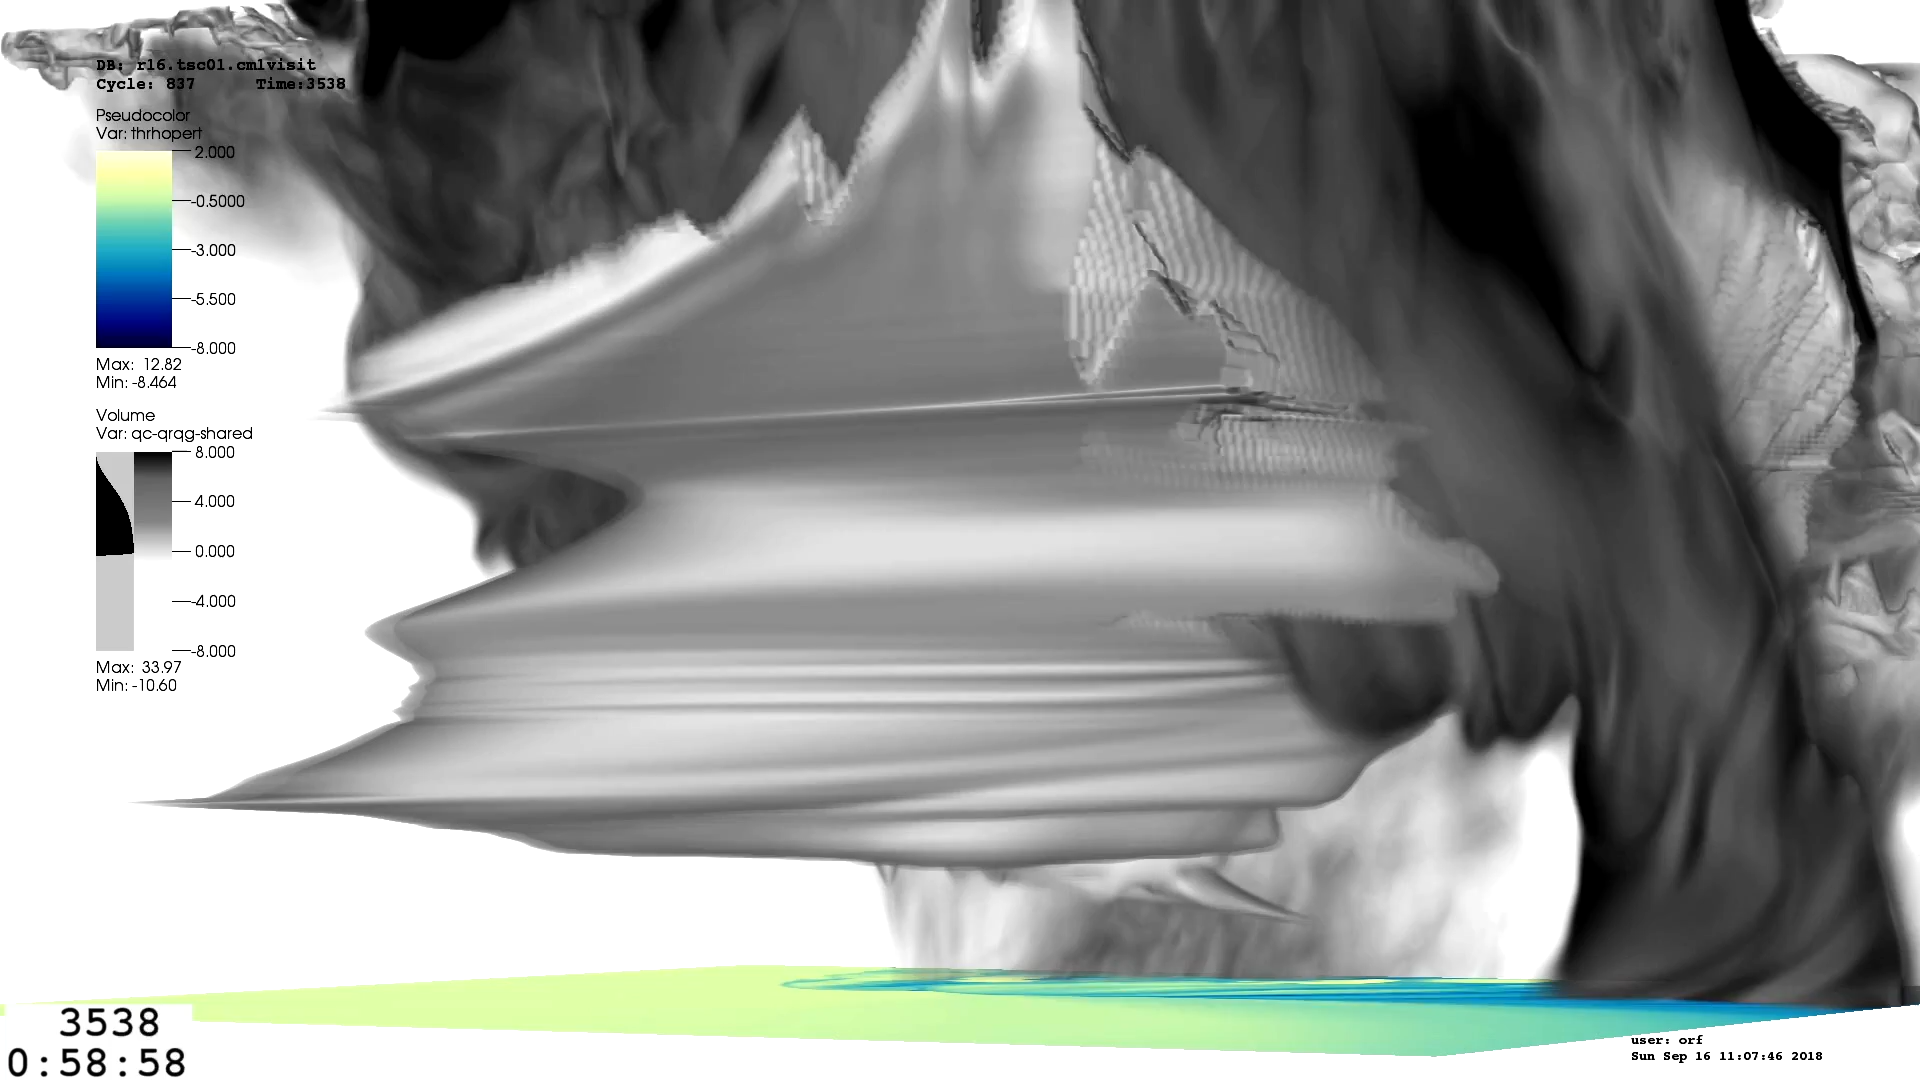 DB: r16.tsc01.cm1visit
Cycle: 837 Time:3538
Pseudocolor
Var: thrhopert
2.000
-0.5000
-3.000
-5.500
-8.000
Max: 12.82
Min: -8.464
Volume
Var: qc-qrqg-shared
8.000
4.000
0.000
-4.000
-8.000
Max: 33.97
Min: -10.60
3538
0:58:58
user: orf
Sun Sep 16 11:07:46 2018